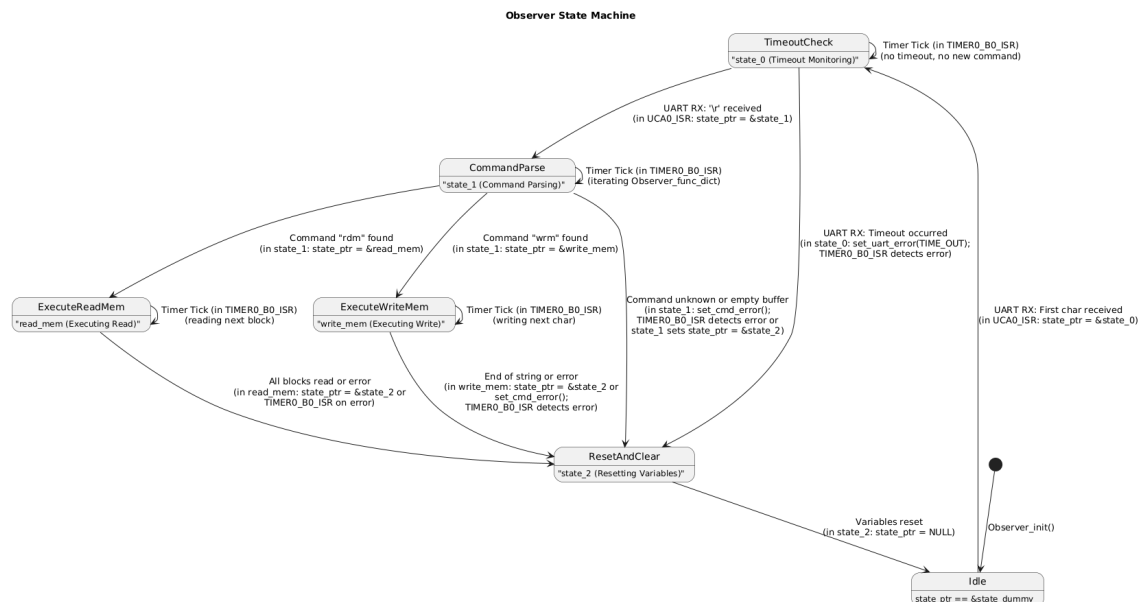 Observer State Machine
TimeoutCheck
"state_0 (Timeout Monitoring)"
Timer Tick (in TIMER0_B0_ISR)
(no timeout, no new command)
UART RX: '\r' received
(in UCA0_ISR: state_ptr = &state_1)
CommandParse
"state_1 (Command Parsing)"
Timer Tick (in TIMER0_B0_ISR)
(iterating Observer_func_dict)
Command "rdm" found
(in state_1: state_ptr = &read_mem)
Command "wrm" found
(in state_1: state_ptr = &write_mem)
UART RX: Timeout occurred
(in state_0: set_uart_error(TIME_OUT);
TIMER0_B0_ISR detects error)
ExecuteReadMem
"read_mem (Executing Read)"
Timer Tick (in TIMER0_B0_ISR)
(reading next block)
ExecuteWriteMem
"write_mem (Executing Write)"
Timer Tick (in TIMER0_B0_ISR)
(writing next char)
Command unknown or empty buffer
(in state_1: set_cmd_error();
TIMER0_B0_ISR detects error or
state_1 sets state_ptr = &state_2)
UART RX: First char received
(in UCA0_ISR: state_ptr = &state_0)
All blocks read or error
(in read_mem: state_ptr = &state_2 or
TIMER0_B0_ISR on error)
End of string or error
(in write_mem: state_ptr = &state_2 or
set_cmd_error();
TIMER0_B0_ISR detects error)
ResetAndClear
"state_2 (Resetting Variables)"
Variables reset
(in state_2: state_ptr = NULL)
Observer_init()
Idle
state_ptr == &state_dummy